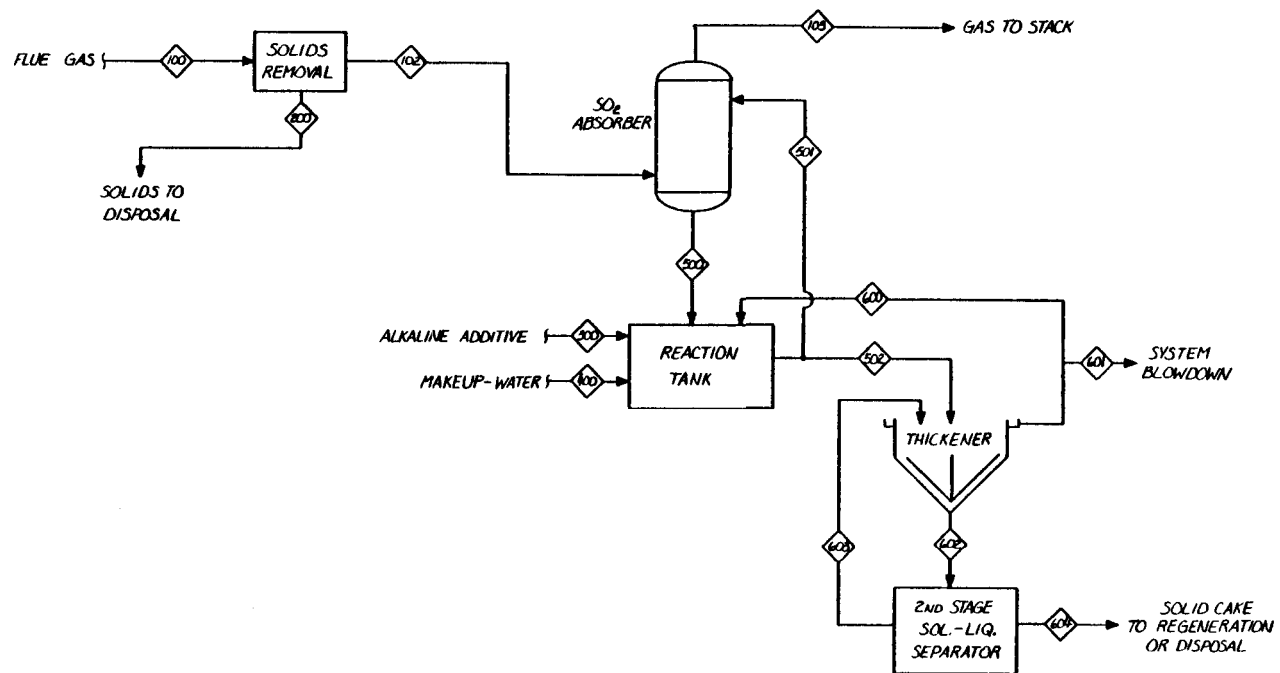 103
GAS TO STACK
FLUE GAS
100
SOLIDS
REMOVAL
102
SO2
ABSORBER
200
501
SOLIDS TO
DISPOSAL
500
600
ALKALINE ADDITIVE
300
REACTION
TANK
502
601
SYSTEM
BLOWDOWN
MAKEUP-WATER
400
THICKENER
603
602
2ND STAGE
SOL.-LIQ.
SEPARATOR
604
SOLID CAKE
TO REGENERATION
OR DISPOSAL